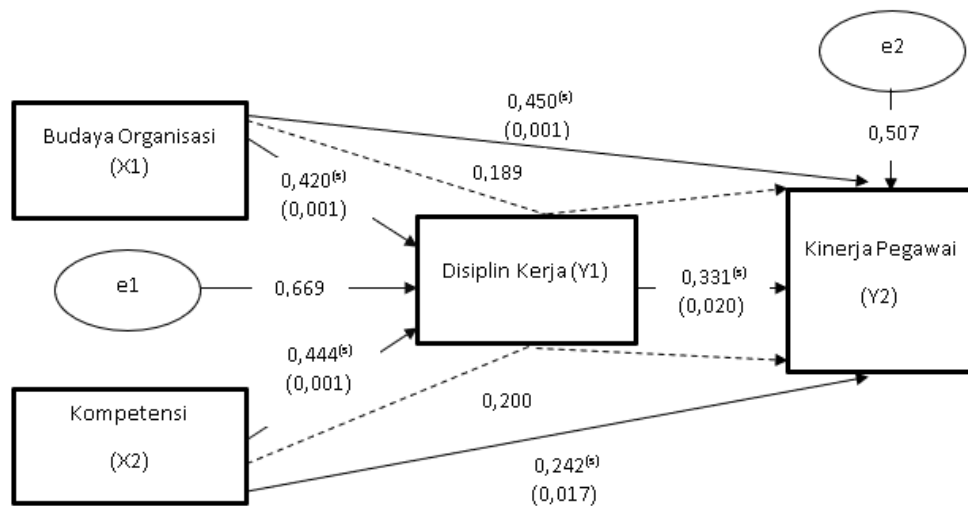 e2
0,450(s)
(0,001)
0,507
Budaya Organisasi
(X1)
0,420(s)
(0,001)
0,189
Kinerja Pegawai
(Y2)
Disiplin Kerja (Y1)
0,331(s)
(0,020)
e1
0,669
0,444(s)
(0,001)
0,200
Kompetensi
(X2)
0,242(s)
(0,017)